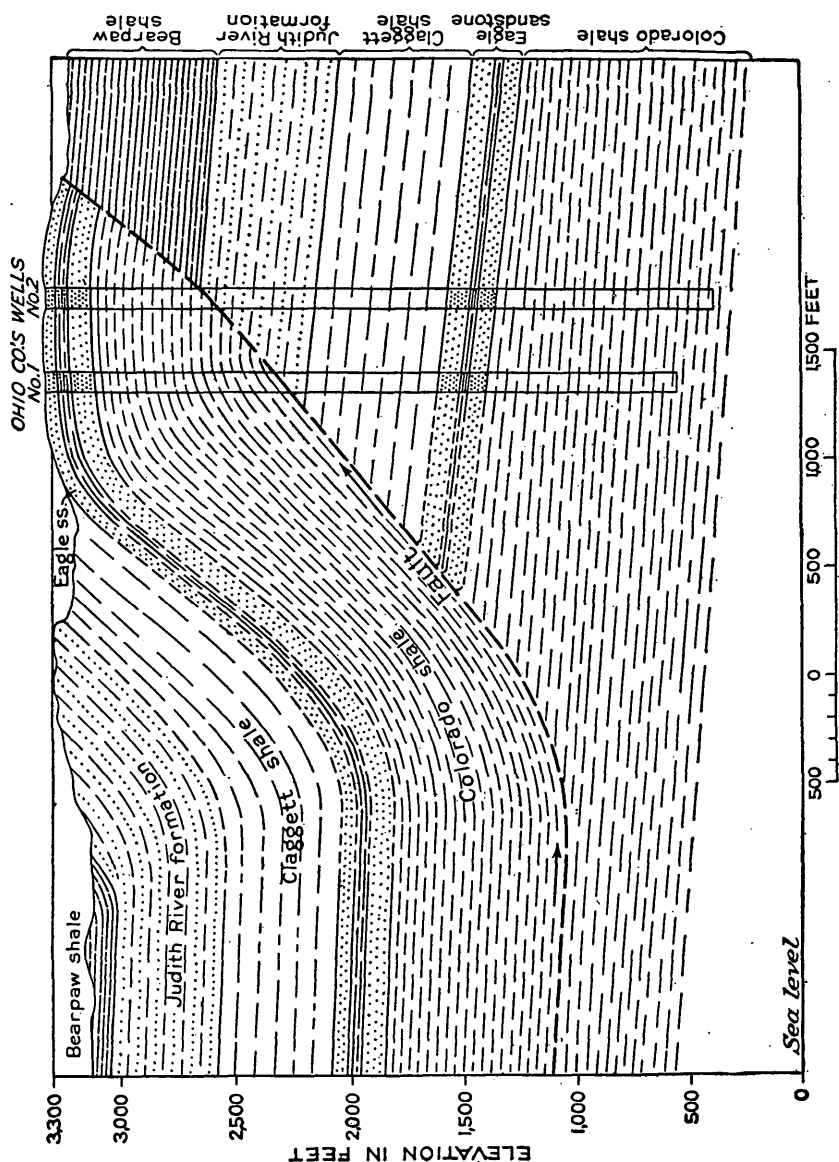 OHIO CO'S WELLS
No.1
No.2
Bearpaw shale
Eagle ss.
Judith River formation
Claggett shale
Colorado shale
Fault
Bearpaw
shale
Judith River
formation
Claggett
shale
Eagle
sandstone
Colorado shale
3,300
3,000
2,500
2,000
1,500
1,000
500
0
ELEVATION IN FEET
Sea level
500
0
500
1,000
1,500 FEET